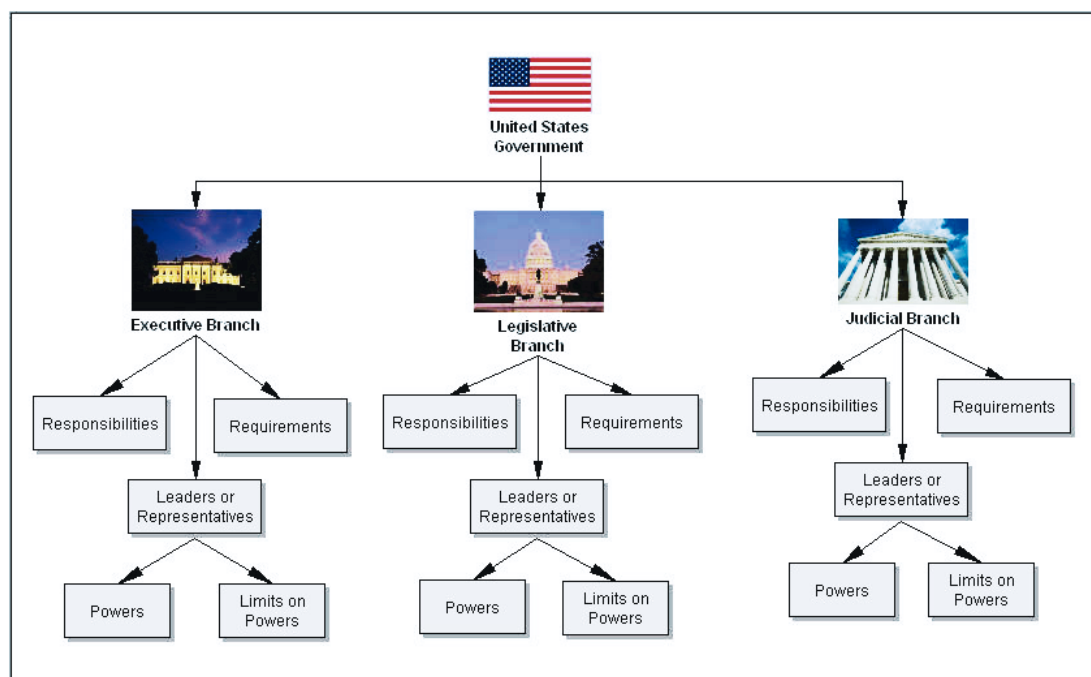 United States
Government
Executive Branch
Legislative
Branch
Judicial Branch
Responsibilities
Requirements
Responsibilities
Requirements
Responsibilities
Requirements
Leaders or
Representatives
Leaders or
Representatives
Leaders or
Representatives
Powers
Limits on
Powers
Powers
Limits on
Powers
Powers
Limits on
Powers